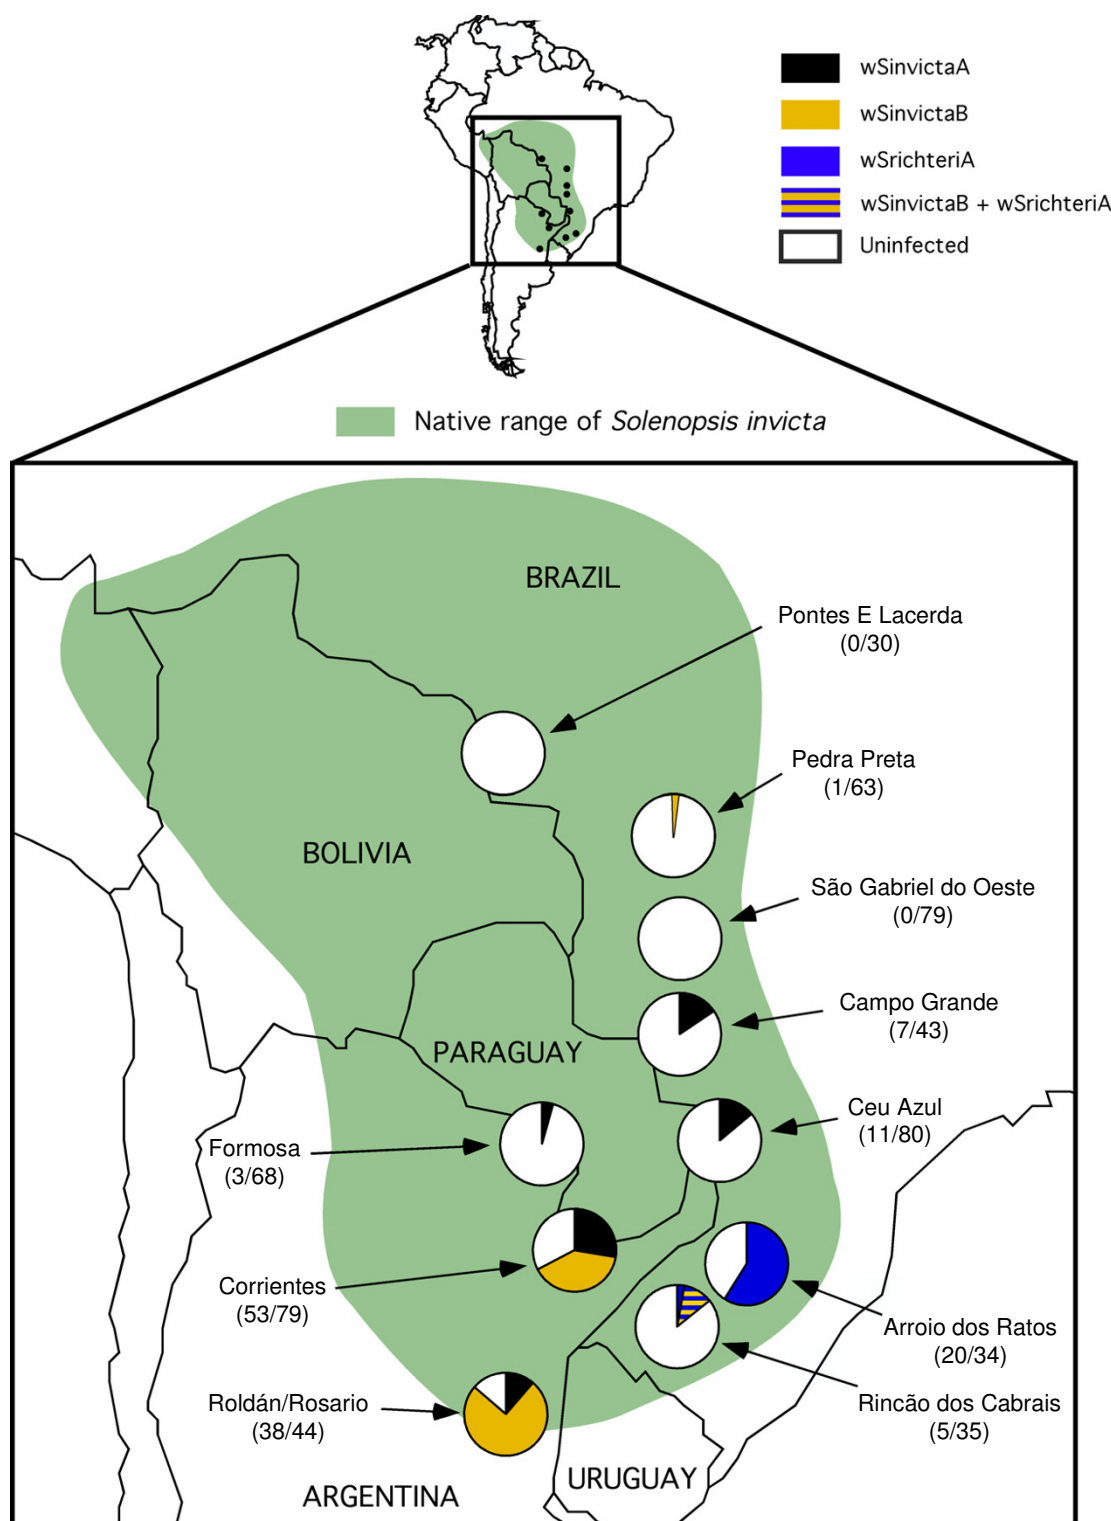 wSinvictaA
wSinvictaB
wSrichteriA
wSinvictaB + wSrichteriA
Uninfected
Native range of Solenopsis invicta
BRAZIL
Pontes E Lacerda
(0/30)
Pedra Preta
(1/63)
BOLIVIA
São Gabriel do Oeste
(0/79)
Campo Grande
(7/43)
PARAGUAY
Ceu Azul
(11/80)
Formosa
(3/68)
Corrientes
(53/79)
Arroio dos Ratos
(20/34)
Roldán/Rosario
(38/44)
Rincão dos Cabrais
(5/35)
URUGUAY
ARGENTINA